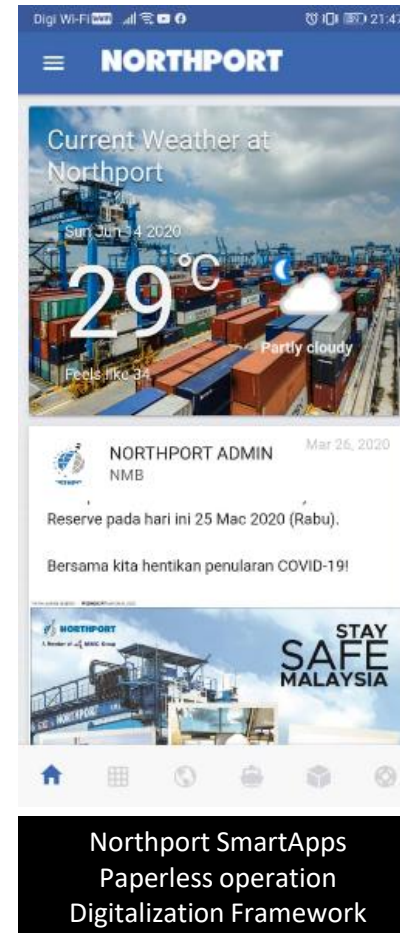 Digi Wi-Fi 21:47
NORTHPORT
Current Weather at
Northport
Sun Jun 14 2020
29°C
Partly cloudy
Feels like 34
NORTHPORT ADMIN
Mar 26, 2020
NMB
Reserve pada hari ini 25 Mac 2020 (Rabu).
Bersama kita hentikan penularan COVID-19!
NORTHPORT
STAY
SAFE
MALAYSIA
Northport SmartApps
Paperless operation
Digitalization Framework